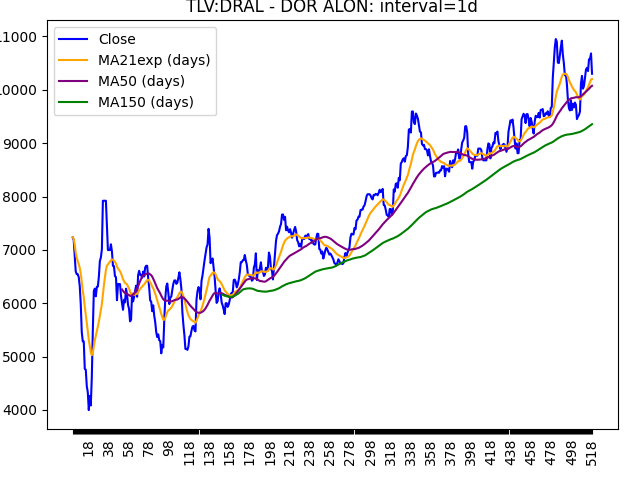 TLV:DRAL - DOR ALON: interval=1d
Close
MA21exp (days)
MA50 (days)
MA150 (days)
11000
10000
9000
8000
7000
6000
5000
4000
18 38 58 78 98 118 138 158 178 198 218 238 258 278 298 318 338 358 378 398 418 438 458 478 498 518